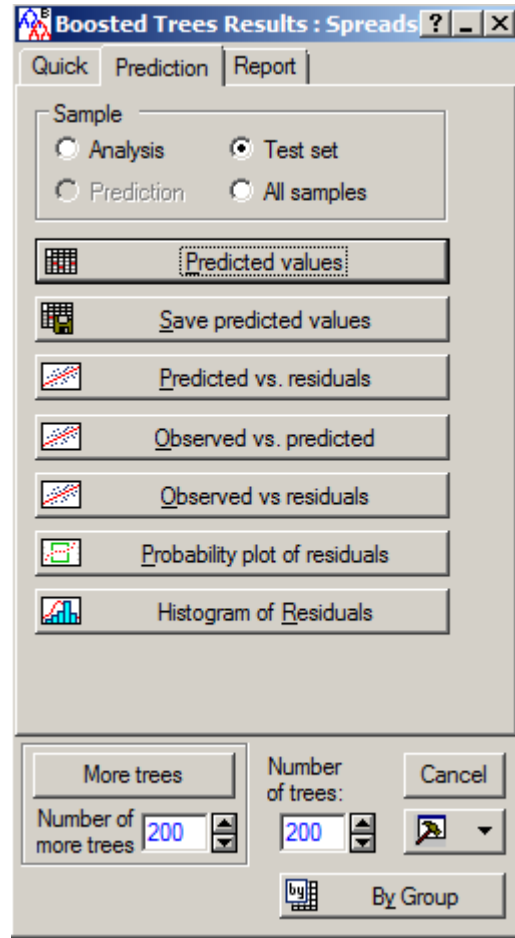 Boosted Trees Results : Spreads ? _ X
Quick Prediction Report
Sample
Analysis Test set
Prediction All samples
Predicted values
Save predicted values
Predicted vs. residuals
Observed vs. predicted
Observed vs residuals
Probability plot of residuals
Histogram of Residuals
More trees
Number of
more trees 200
Number
of trees:
200
Cancel
by By Group